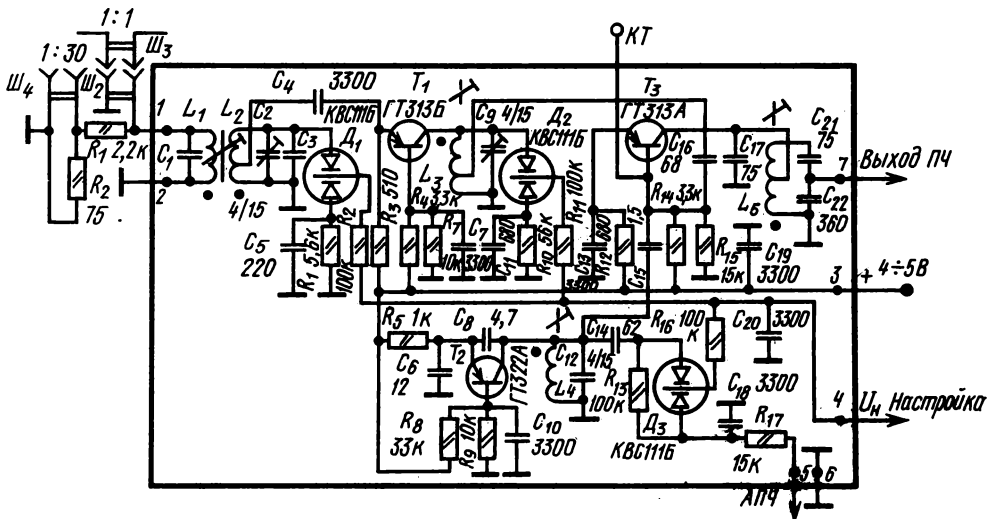 1:1
1:30
Ш3
Ш4
Ш2
КТ
C4
3300
T1
ГТ313Б
КВС111Б
C9 4/15
Д2
КВС111Б
T3
ГТ313А
C16
68
C17
75
C21
75
7
Выход ПЧ
C22
360
1
L1
L2
C2
C3
Д1
R1
2,2к
C1
2
R2
75
4/15
L3
510
R3
R4 33к
R7
10к
C7
3300
680
C11
R10 56к
R11 100к
680
C13
R12
1,5
C15
R14 33к
R15
15к
L6
C19
3300
C5
220
R1 5,6к
R2
100к
3300
3
+ 4÷5В
R5 1к
C8
4,7
C6
12
T2
ГТ322А
C12
4/15
L4
C14
62
R13
100к
R16
100
к
C20
3300
C18
3300
4
Uн Настройка
R8
33к
R9 10к
C10
3300
Д3
КВС111Б
R17
15к
5
6
АПЧ